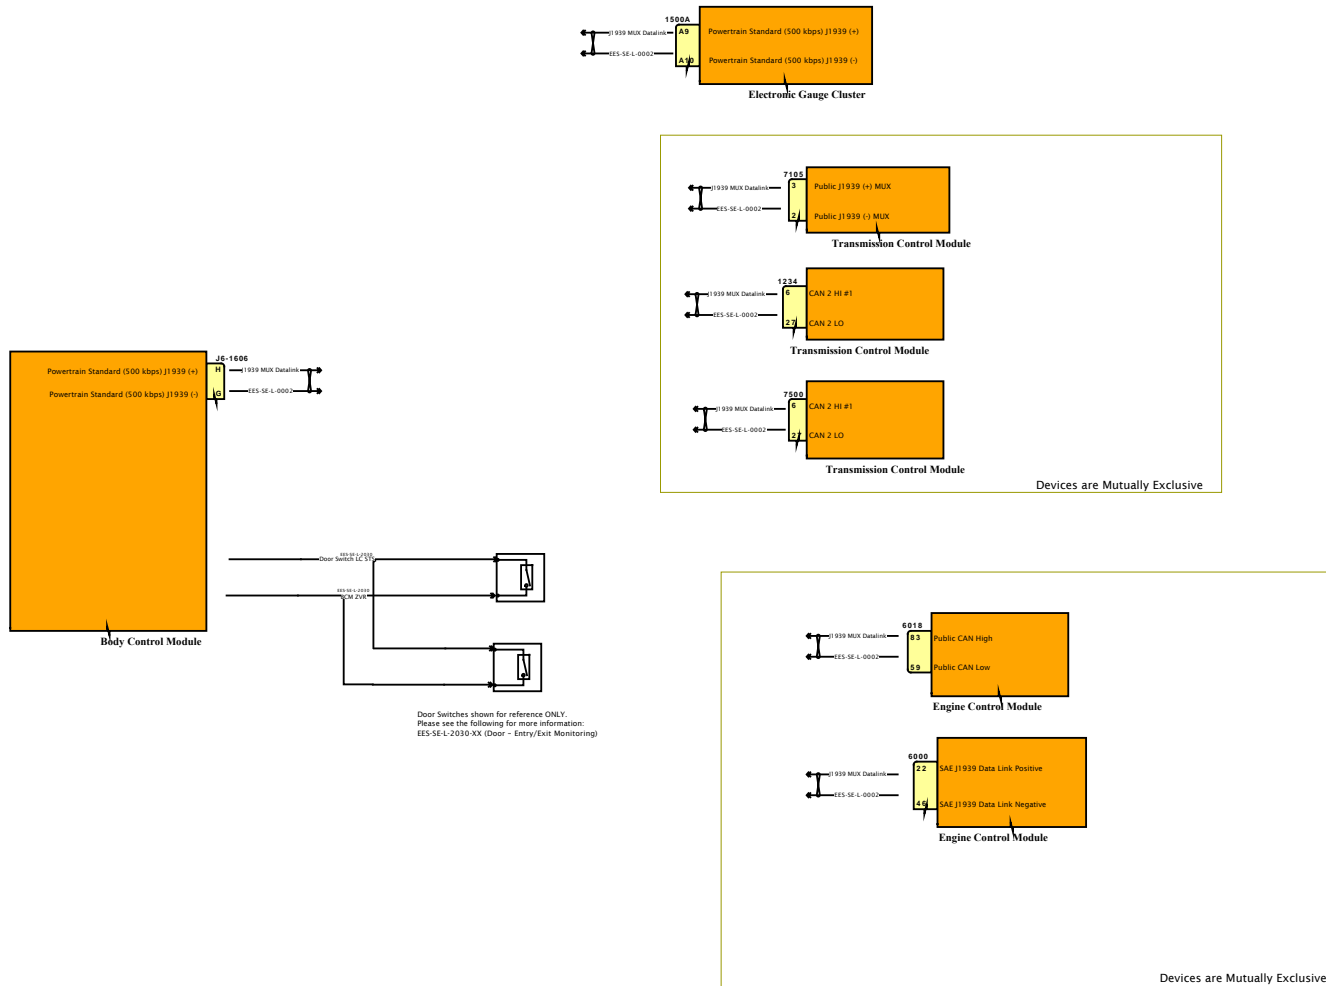 1500A
J1939 MUX Datalink
A9
Powertrain Standard (500 kbps) J1939 (+)
EES-SE-L-0002
A10
Powertrain Standard (500 kbps) J1939 (-)
Electronic Gauge Cluster
7105
J1939 MUX Datalink
3
Public J1939 (+) MUX
EES-SE-L-0002
2
Public J1939 (-) MUX
Transmission Control Module
1234
J1939 MUX Datalink
6
CAN 2 HI #1
EES-SE-L-0002
27
CAN 2 LO
Transmission Control Module
7500
J1939 MUX Datalink
6
CAN 2 HI #1
EES-SE-L-0002
27
CAN 2 LO
Transmission Control Module
Devices are Mutually Exclusive
J6-1606
Powertrain Standard (500 kbps) J1939 (+)
H
J1939 MUX Datalink
Powertrain Standard (500 kbps) J1939 (-)
G
EES-SE-L-0002
Body Control Module
EES-SE-L-2030
Door Switch LC STS
EES-SE-L-2030
BCM ZVR
Door Switches shown for reference ONLY.
Please see the following for more information:
EES-SE-L-2030-XX (Door - Entry/Exit Monitoring)
6018
J1939 MUX Datalink
83
Public CAN High
EES-SE-L-0002
59
Public CAN Low
Engine Control Module
6000
J1939 MUX Datalink
22
SAE J1939 Data Link Positive
EES-SE-L-0002
46
SAE J1939 Data Link Negative
Engine Control Module
Devices are Mutually Exclusive